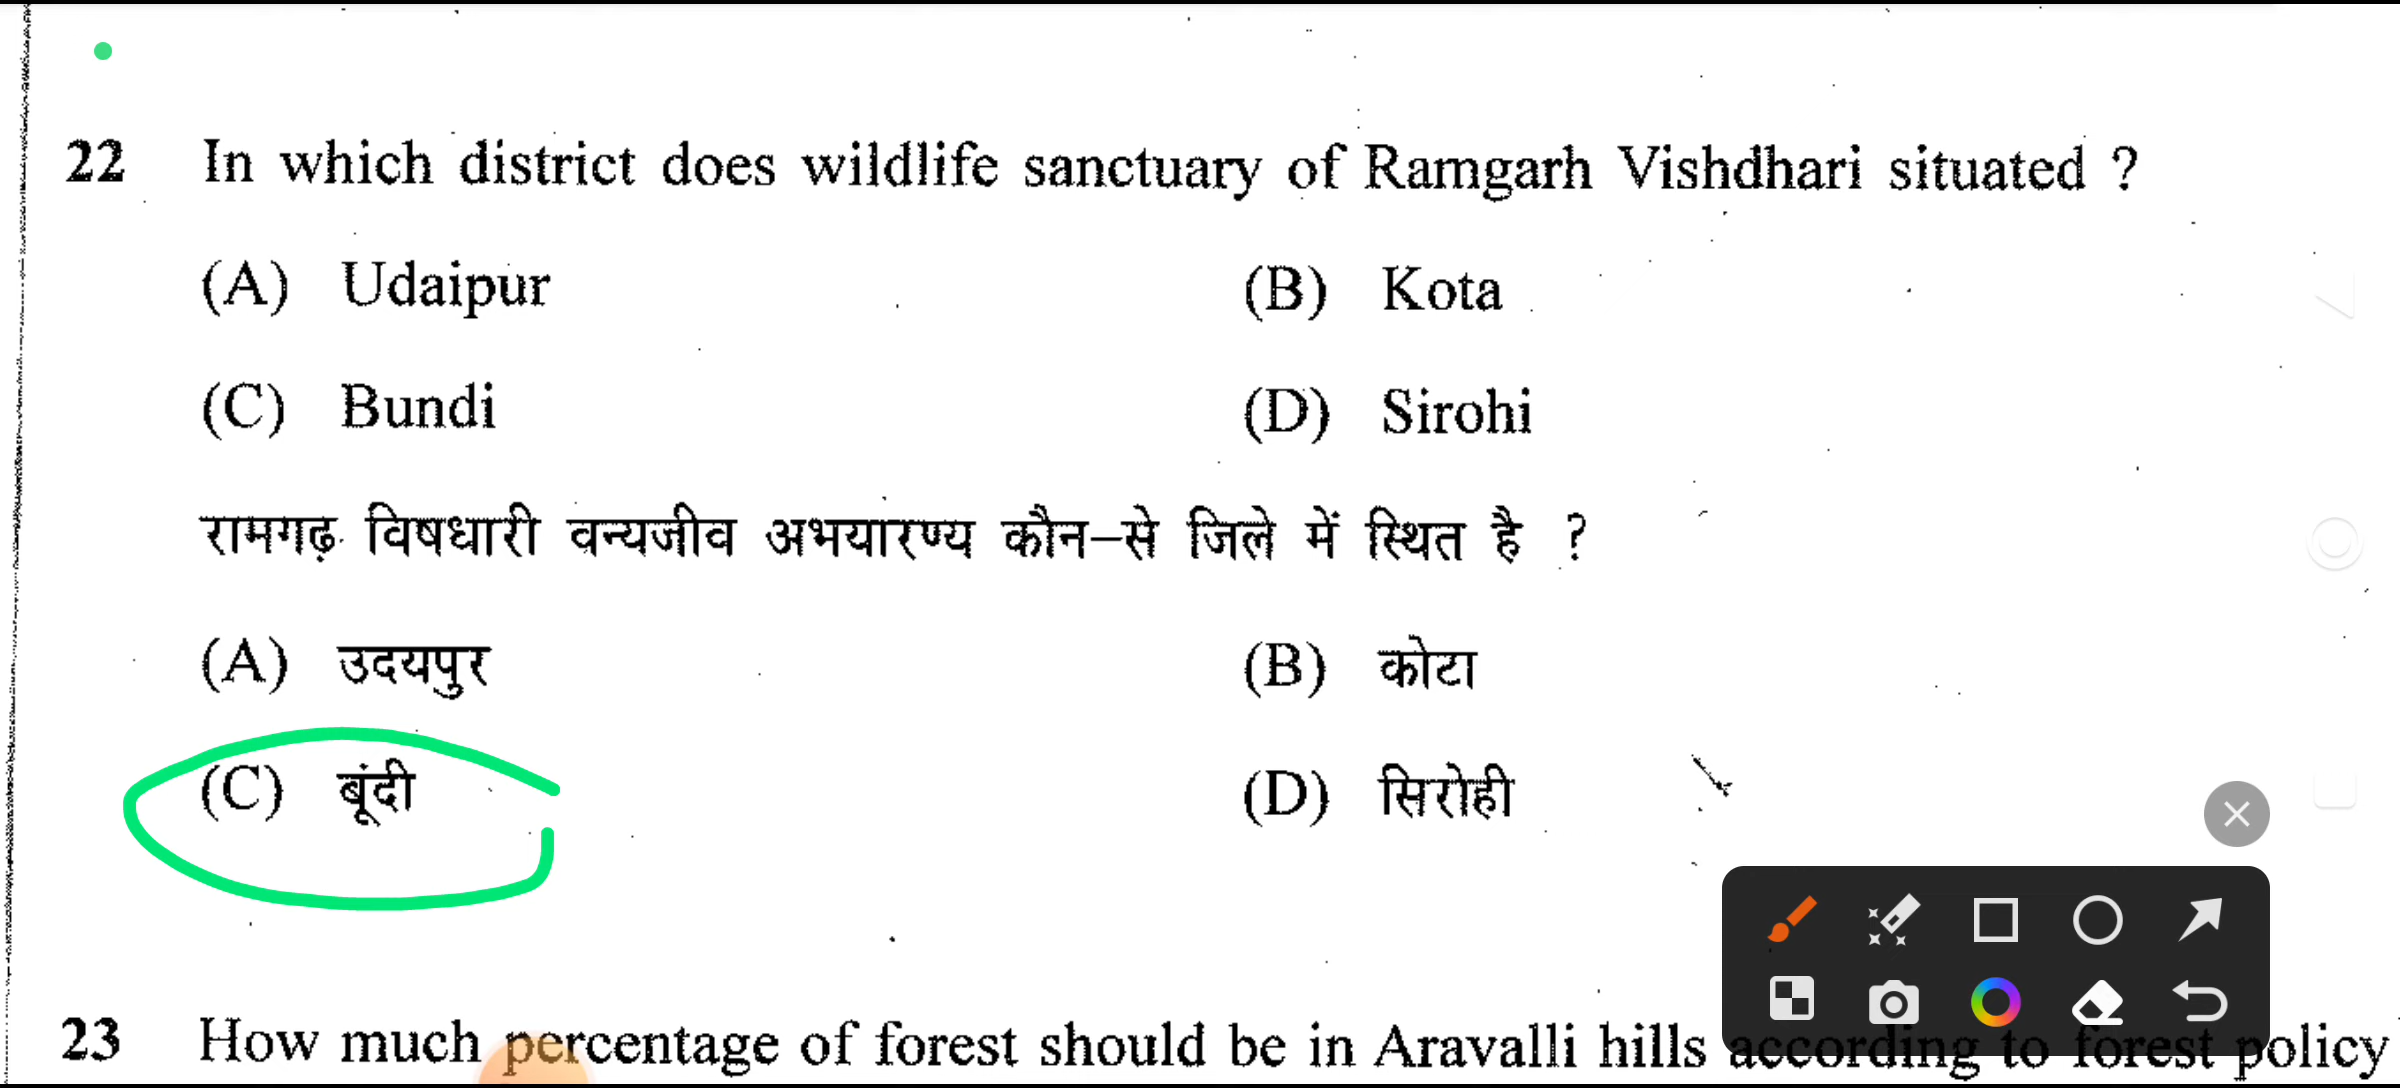 22 In which district does wildlife sanctuary of Ramgarh Vishdhari situated ?
(A) Udaipur (B) Kota
(C) Bundi (D) Sirohi
रामगढ़ विषधारी वन्यजीव अभयारण्य कौन-से जिले में स्थित है ?
(A) उदयपुर (B) कोटा
(C) बूंदी (D) सिरोही
23 How much percentage of forest should be in Aravalli hills according to forest policy